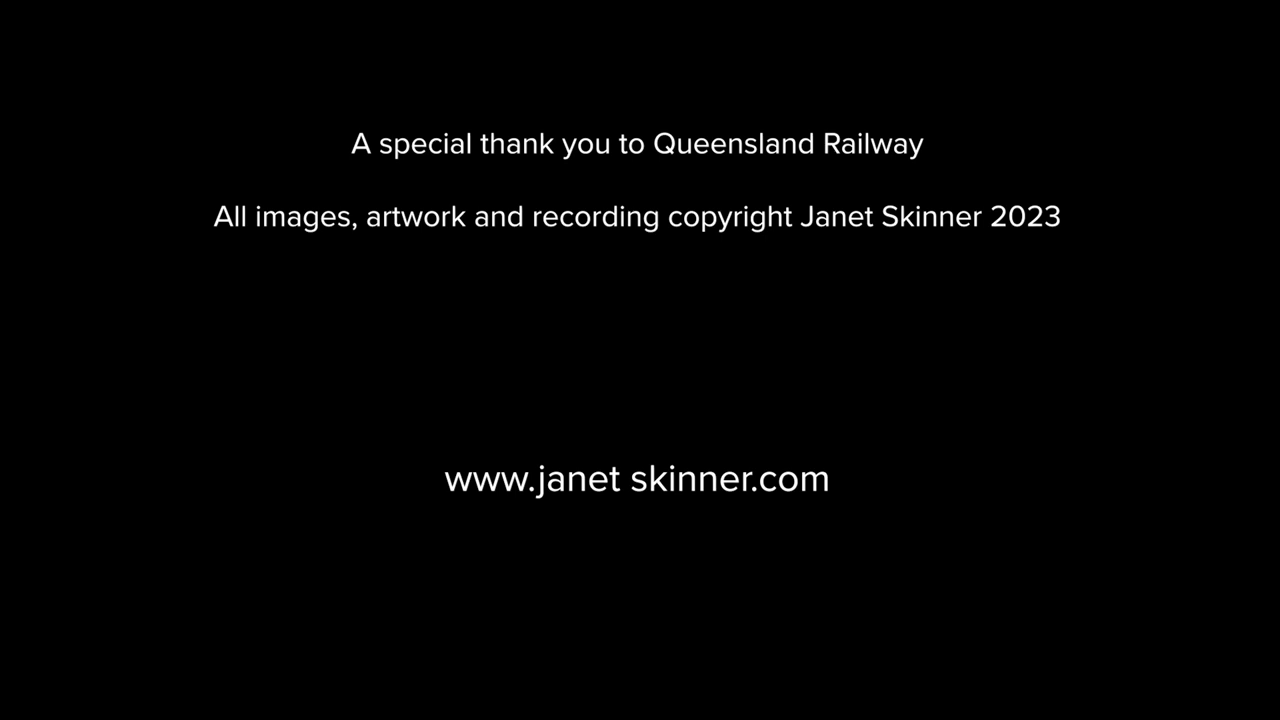 A special thank you to Queensland Railway
All images, artwork and recording copyright Janet Skinner 2023
www.janet skinner.com